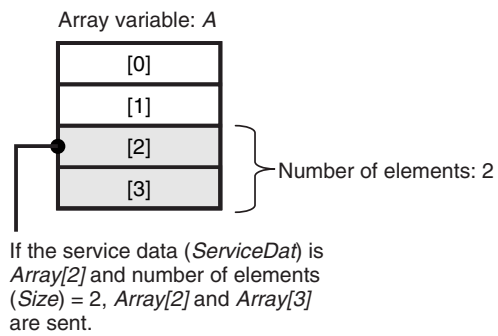 Array variable: A
[0]
[1]
[2]
[3]
Number of elements: 2
If the service data (ServiceDat) is
Array[2] and number of elements
(Size) = 2, Array[2] and Array[3]
are sent.